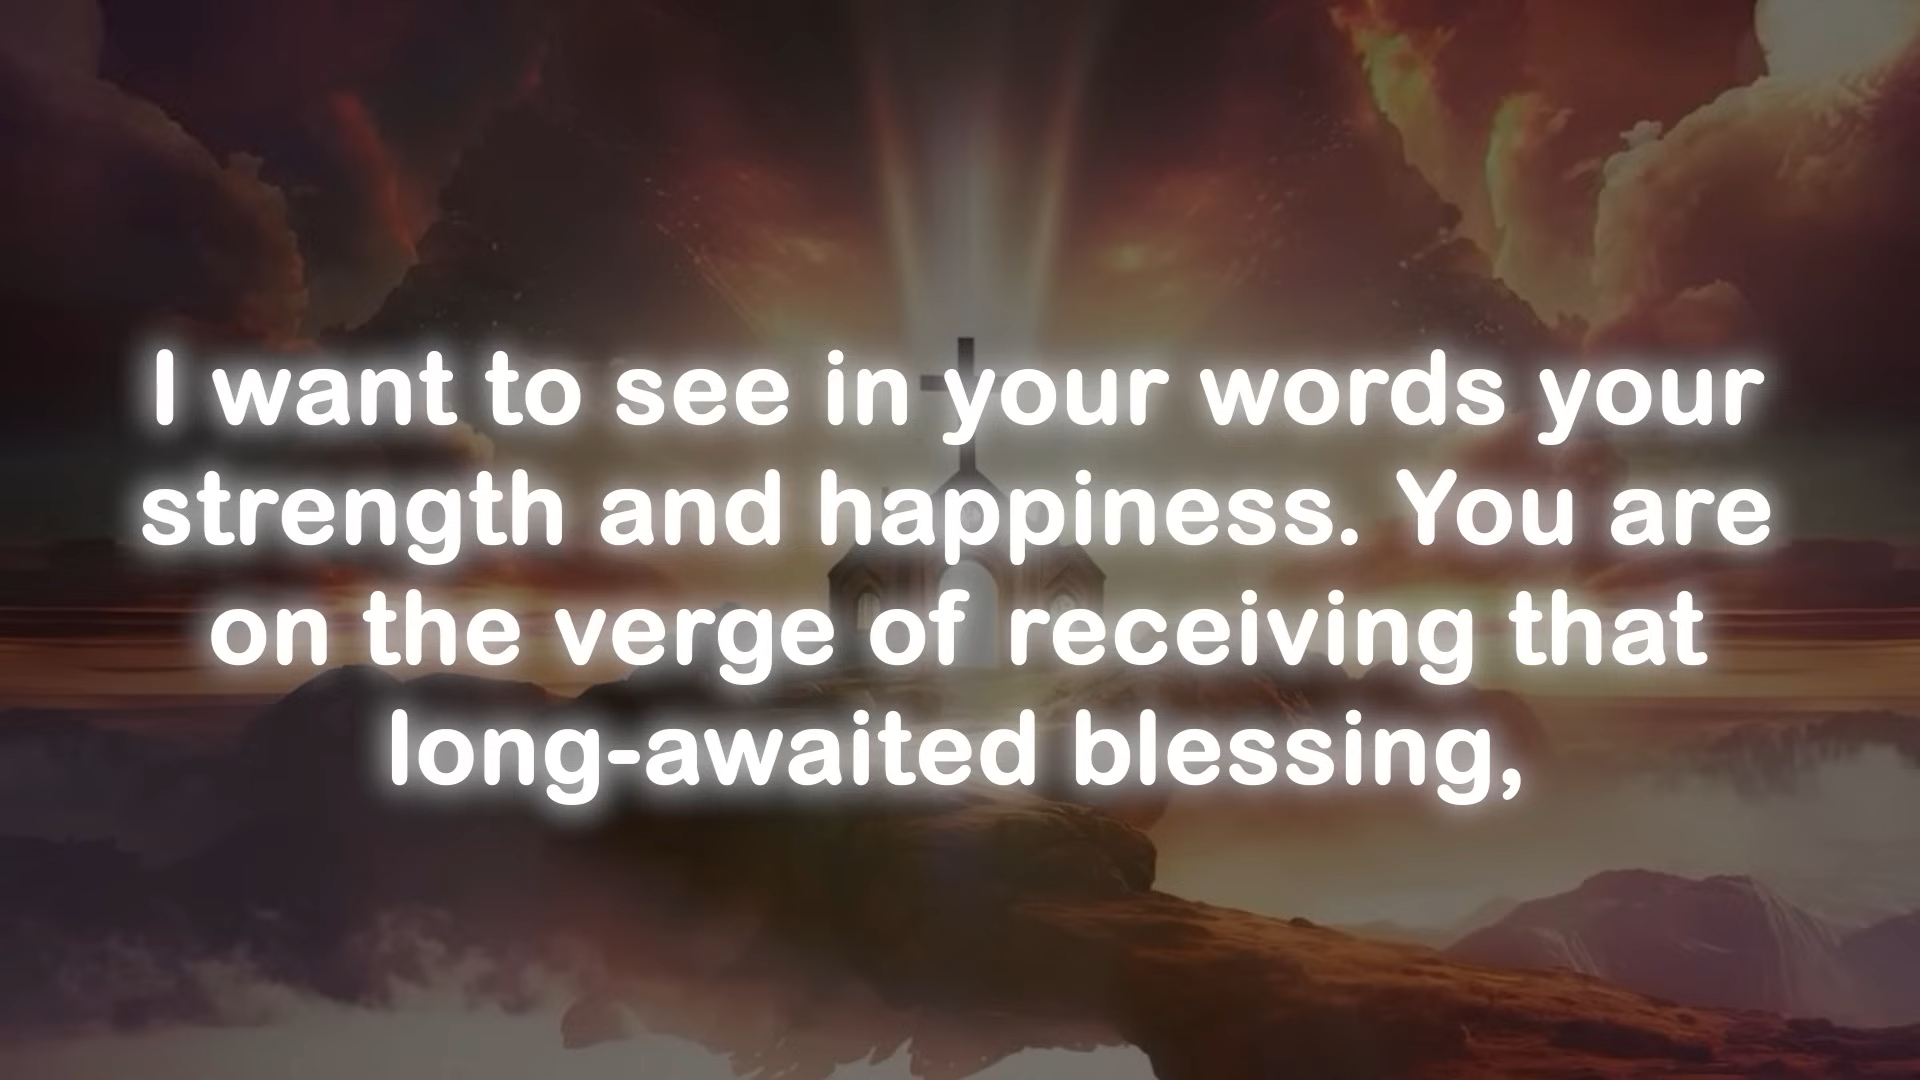 I want to see in your words your
strength and happiness. You are
on the verge of receiving that
long-awaited blessing,